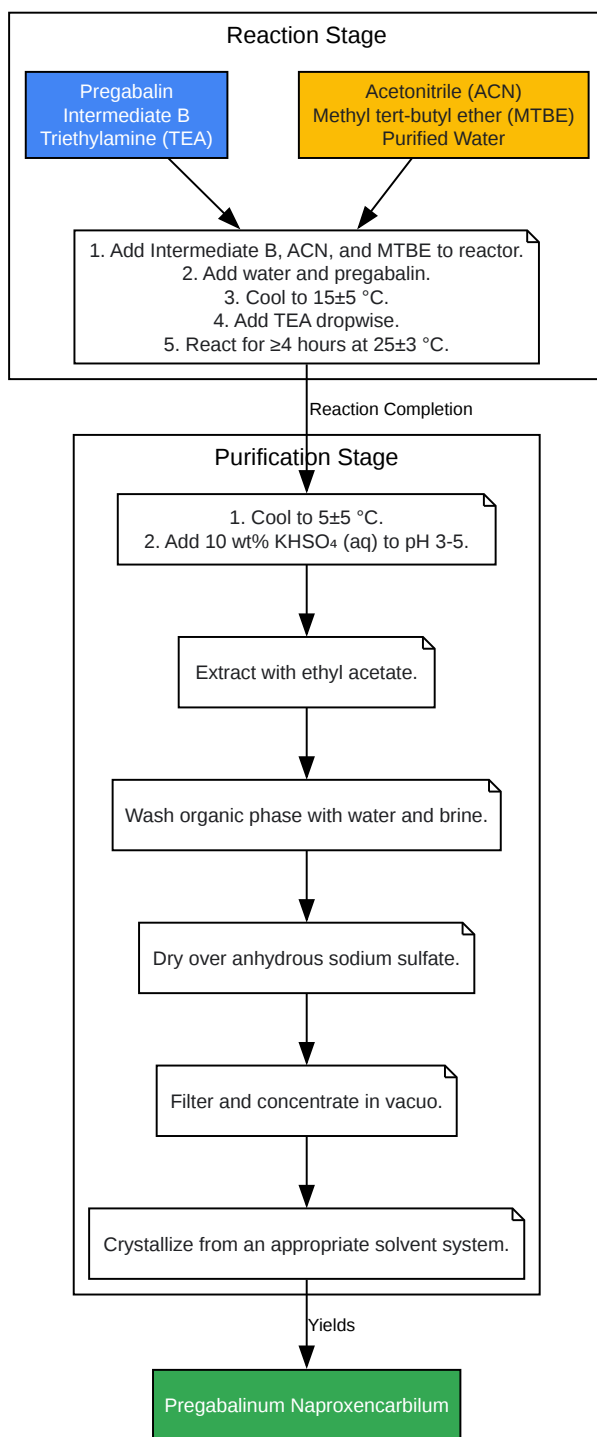 Reaction Stage
Pregabalin
Intermediate B
Triethylamine (TEA)
Acetonitrile (ACN)
Methyl tert-butyl ether (MTBE)
Purified Water
1. Add Intermediate B, ACN, and MTBE to reactor.
2. Add water and pregabalin.
3. Cool to 15±5 °C.
4. Add TEA dropwise.
5. React for ≥4 hours at 25±3 °C.
Reaction Completion
Purification Stage
1. Cool to 5±5 °C.
2. Add 10 wt% KHSO₄ (aq) to pH 3-5.
Extract with ethyl acetate.
Wash organic phase with water and brine.
Dry over anhydrous sodium sulfate.
Filter and concentrate in vacuo.
Crystallize from an appropriate solvent system.
Yields
Pregabalinum Naproxencarbilum